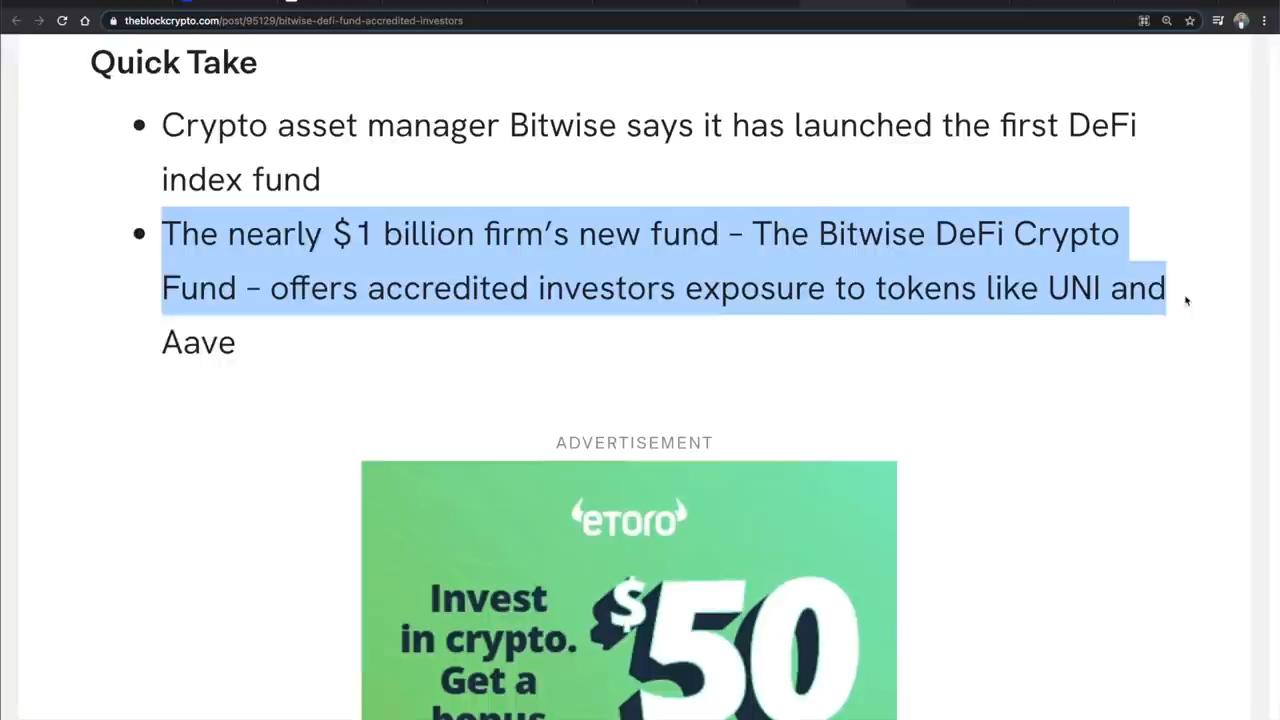 theblockcrypto.com/post/95129/bitwise-defi-fund-accredited-investors
Quick Take
• Crypto asset manager Bitwise says it has launched the first DeFi
index fund
• The nearly $1 billion firm’s new fund – The Bitwise DeFi Crypto
Fund – offers accredited investors exposure to tokens like UNI and
Aave
ADVERTISEMENT
eToro
Invest
in crypto.
Get a
bonus
$50